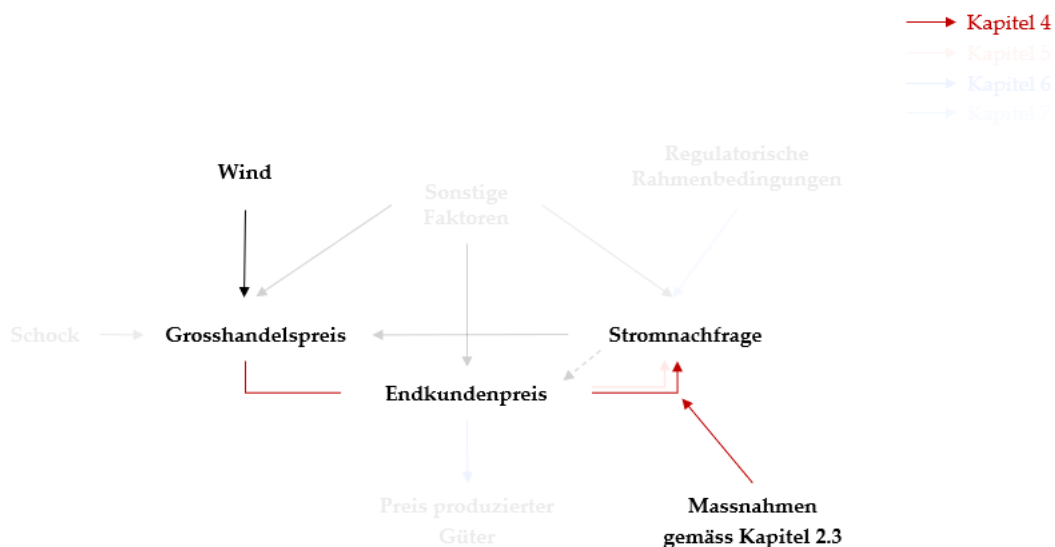 Kapitel 4
Kapitel 5
Kapitel 6
Kapitel 7
Wind
Sonstige
Faktoren
Regulatorische
Rahmenbedingungen
Schock
Grosshandelspreis
Stromnachfrage
Endkundenpreis
Preis produzierter
Güter
Massnahmen
gemäss Kapitel 2.3